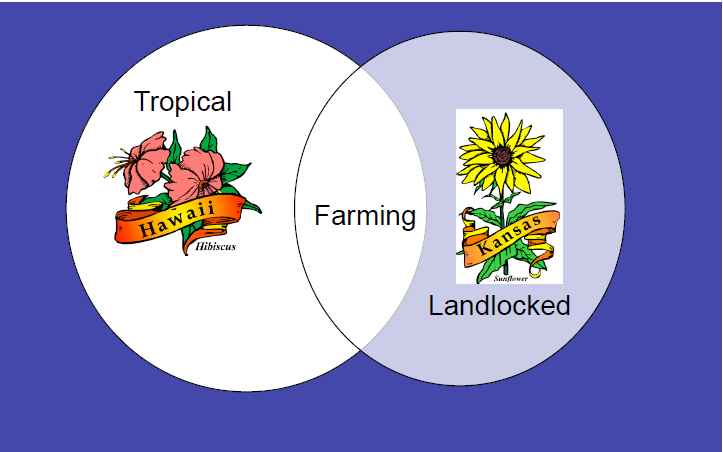 Tropical
Hawaii
Hibiscus
Farming
Kansas
Sunflower
Landlocked